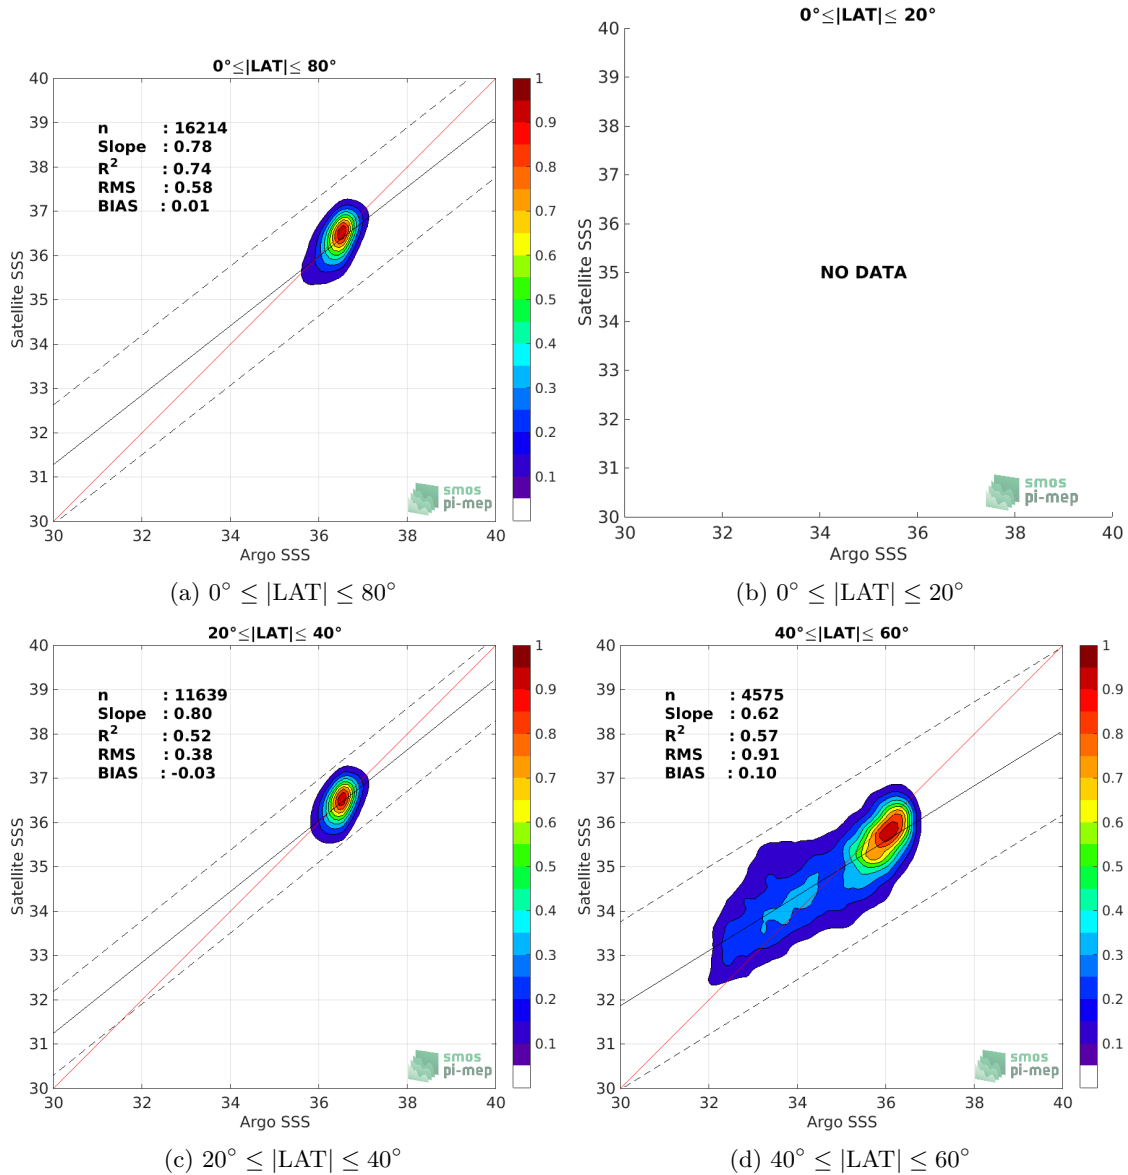 0°≤|LAT|≤ 80°
40
39
38
37
36
35
34
33
32
31
30
Satellite SSS
n : 16214
Slope : 0.78
R² : 0.74
RMS : 0.58
BIAS : 0.01
smos
pi-mep
30 32 34 36 38 40
Argo SSS
1
0.9
0.8
0.7
0.6
0.5
0.4
0.3
0.2
0.1
(a) 0° ≤ |LAT| ≤ 80°
0°≤|LAT|≤ 20°
40
39
38
37
36
35
34
33
32
31
30
Satellite SSS
NO DATA
smos
pi-mep
30 32 34 36 38 40
Argo SSS
(b) 0° ≤ |LAT| ≤ 20°
20°≤|LAT|≤ 40°
40
39
38
37
36
35
34
33
32
31
30
Satellite SSS
n : 11639
Slope : 0.80
R² : 0.52
RMS : 0.38
BIAS : -0.03
smos
pi-mep
30 32 34 36 38 40
Argo SSS
1
0.9
0.8
0.7
0.6
0.5
0.4
0.3
0.2
0.1
(c) 20° ≤ |LAT| ≤ 40°
40°≤|LAT|≤ 60°
40
39
38
37
36
35
34
33
32
31
30
Satellite SSS
n : 4575
Slope : 0.62
R² : 0.57
RMS : 0.91
BIAS : 0.10
smos
pi-mep
30 32 34 36 38 40
Argo SSS
1
0.9
0.8
0.7
0.6
0.5
0.4
0.3
0.2
0.1
(d) 40° ≤ |LAT| ≤ 60°